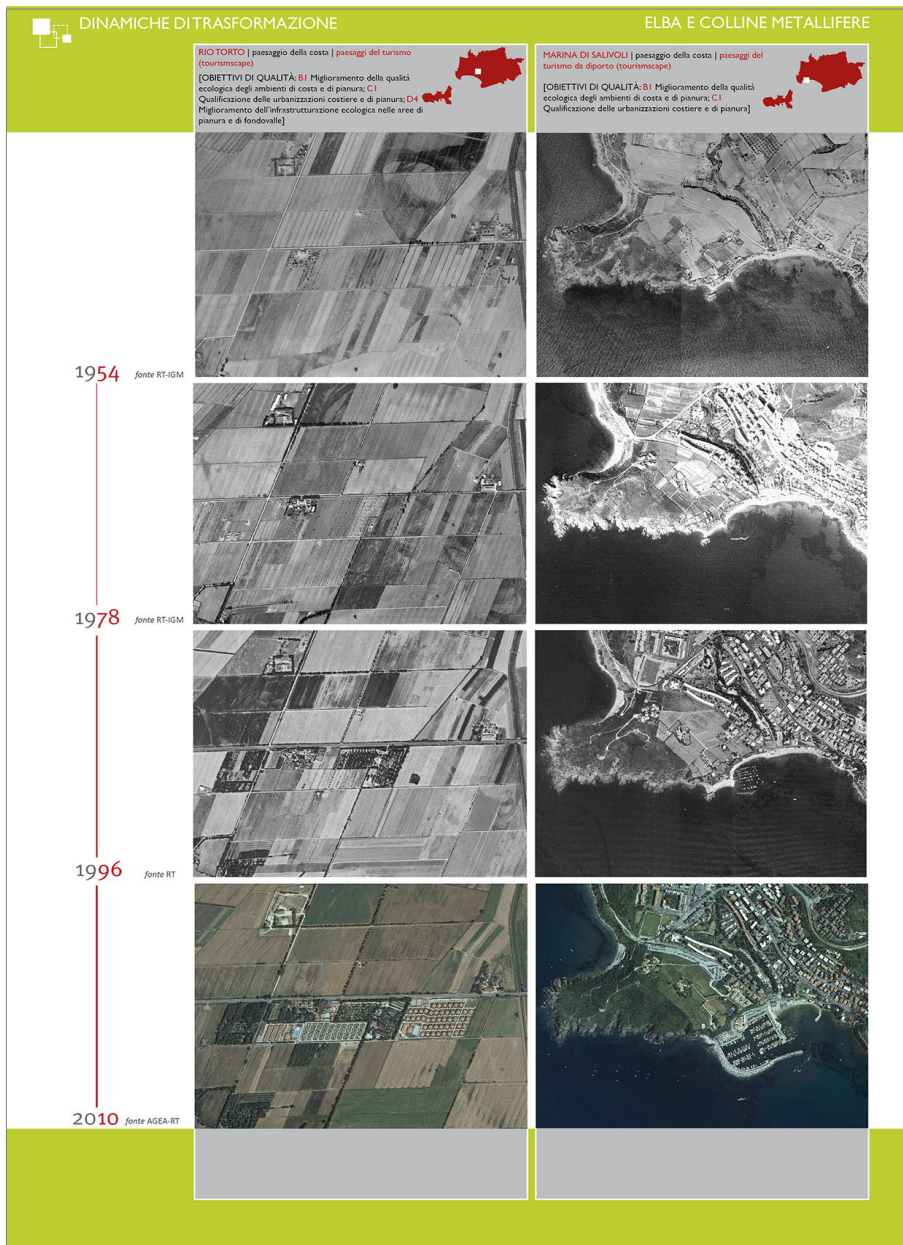 DINAMICHE DI TRASFORMAZIONE
ELBA E COLLINE METALLIFERE
RIO TORTO | paesaggio della costa | paesaggi del turismo
(tourismscape)
[OBIETTIVI DI QUALITÀ: B1 Miglioramento della qualità
ecologica degli ambienti di costa e di pianura; C1
Qualificazione delle urbanizzazioni costiere e di pianura; D4
Miglioramento dell'infrastrutturazione ecologica nelle aree di
pianura e di fondovalle]
MARINA DI SALIVOLI | paesaggio della costa | paesaggi del
turismo da diporto (tourismscape)
[OBIETTIVI DI QUALITÀ: B1 Miglioramento della qualità
ecologica degli ambienti di costa e di pianura; C1
Qualificazione delle urbanizzazioni costiere e di pianura]
1954 fonte RT-IGM
1978 fonte RT-IGM
1996 fonte RT
2010 fonte AGEA-RT